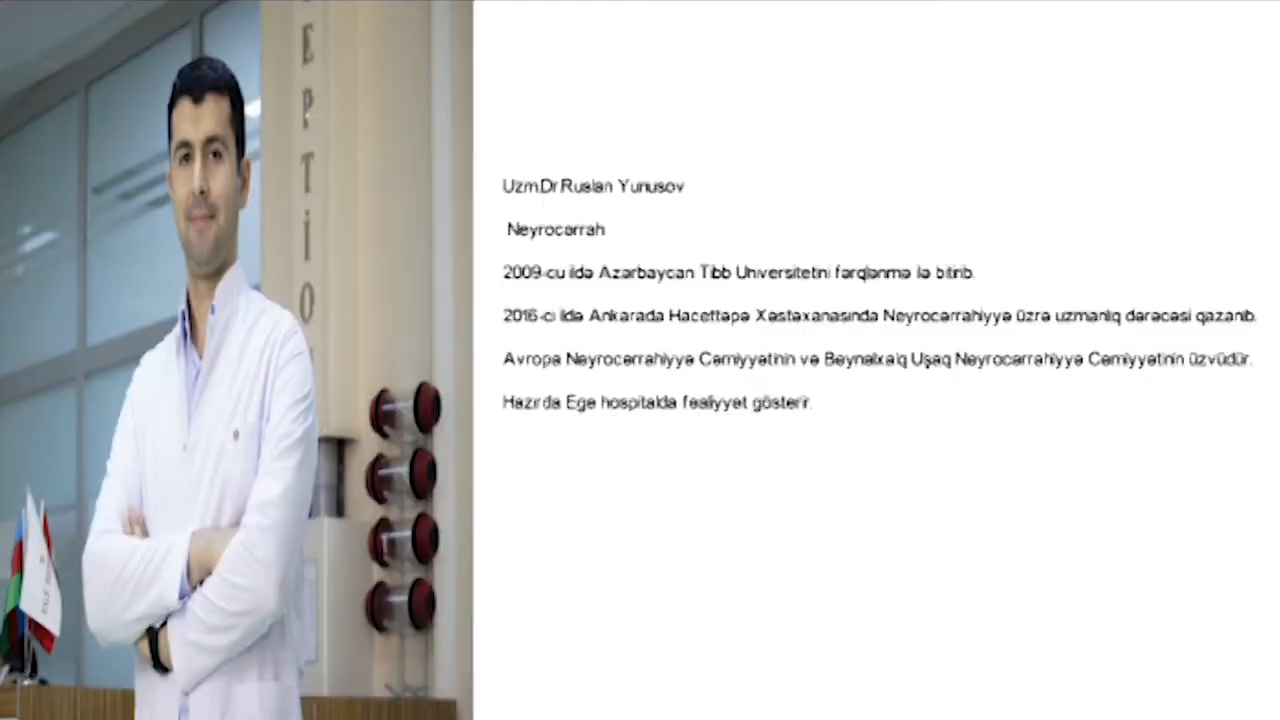 EPTİO
Uzm.Dr.Ruslan Yunusov
Neyrocərrah
2009-cu ildə Azərbaycan Tibb Universitetini fərqlənmə ilə bitirib.
2016-cı ildə Ankarada Hacettəpə Xəstəxanasında Neyrocərrahiyyə üzrə uzmanlıq dərəcəsi qazanıb.
Avropa Neyrocərrahiyyə Cəmiyyətinin və Beynəlxalq Uşaq Neyrocərrahiyyə Cəmiyyətinin üzvüdür.
Hazırda Ege hospitalda fəaliyyət göstərir.